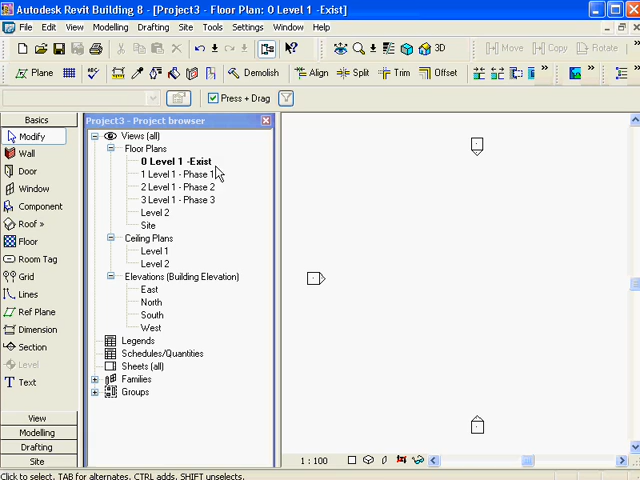 Autodesk Revit Building 8 - [Project3 - Floor Plan: 0 Level 1 -Exist]
File Edit View Modelling Drafting Site Tools Settings Window Help
Move Copy Rotate
3D
Plane Demolish Align Split Trim Offset
Press + Drag
Basics
Modify
Wall
Door
Window
Component
Roof »
Floor
Room Tag
Grid
Lines
Ref Plane
Dimension
Section
Level
Text
View
Modelling
Drafting
Site
Project3 - Project browser
Views (all)
Floor Plans
0 Level 1 -Exist
1 Level 1 - Phase 1
2 Level 1 - Phase 2
3 Level 1 - Phase 3
Level 2
Site
Ceiling Plans
Level 1
Level 2
Elevations (Building Elevation)
East
North
South
West
Legends
Schedules/Quantities
Sheets (all)
Families
Groups
1 : 100
Click to select, TAB for alternates, CTRL adds, SHIFT unselects.